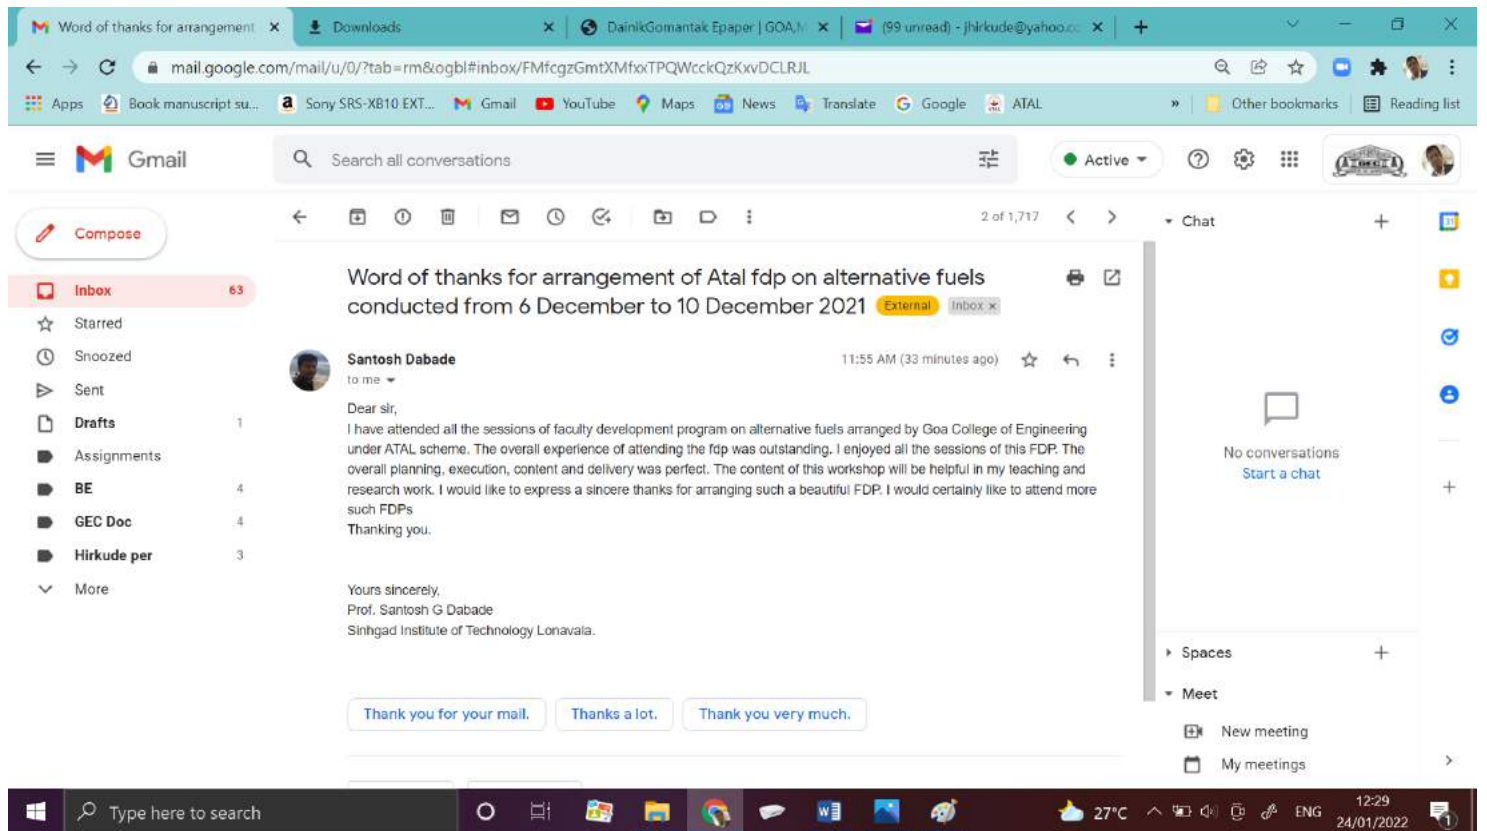 Word of thanks for arrangement
Downloads
DainikGomantak Epaper | GOA,
(99 unread) - jhirkude@yahoo.co
mail.google.com/mail/u/0/?tab=rm&ogbl#inbox/FMfcgzGmtXMfxxTPQWcckQzKxvDCLRJL
Apps
Book manuscript su...
Sony SRS-XB10 EXT...
Gmail
YouTube
Maps
News
Translate
Google
ATAL
»
Other bookmarks
Reading list
Gmail
Search all conversations
Active
Compose
2 of 1,717
Chat
Inbox 63
Starred
Snoozed
Sent
Drafts 1
Assignments
BE 4
GEC Doc 4
Hirkude per 3
More
Word of thanks for arrangement of Atal fdp on alternative fuels
conducted from 6 December to 10 December 2021 External Inbox x
Santosh Dabade 11:55 AM (33 minutes ago)
to me
Dear sir,
I have attended all the sessions of faculty development program on alternative fuels arranged by Goa College of Engineering
under ATAL scheme. The overall experience of attending the fdp was outstanding. I enjoyed all the sessions of this FDP. The
overall planning, execution, content and delivery was perfect. The content of this workshop will be helpful in my teaching and
research work. I would like to express a sincere thanks for arranging such a beautiful FDP. I would certainly like to attend more
such FDPs
Thanking you.
Yours sincerely,
Prof. Santosh G Dabade
Sinhgad Institute of Technology Lonavala.
Thank you for your mail.
Thanks a lot.
Thank you very much.
31
No conversations
Start a chat
Spaces
Meet
New meeting
My meetings
Type here to search
27°C
ENG
12:29
24/01/2022
1